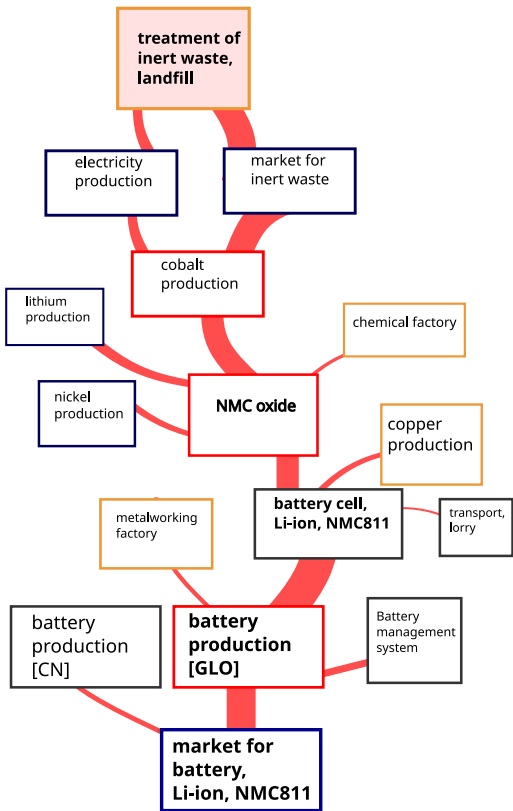 treatment of
inert waste,
landfill
electricity
production
market for
inert waste
cobalt
production
lithium
production
chemical factory
nickel
production
NMC oxide
copper
production
battery cell,
Li-ion, NMC811
transport,
lorry
metalworking
factory
battery
production
[CN]
battery
production
[GLO]
Battery
management
system
market for
battery,
Li-ion, NMC811